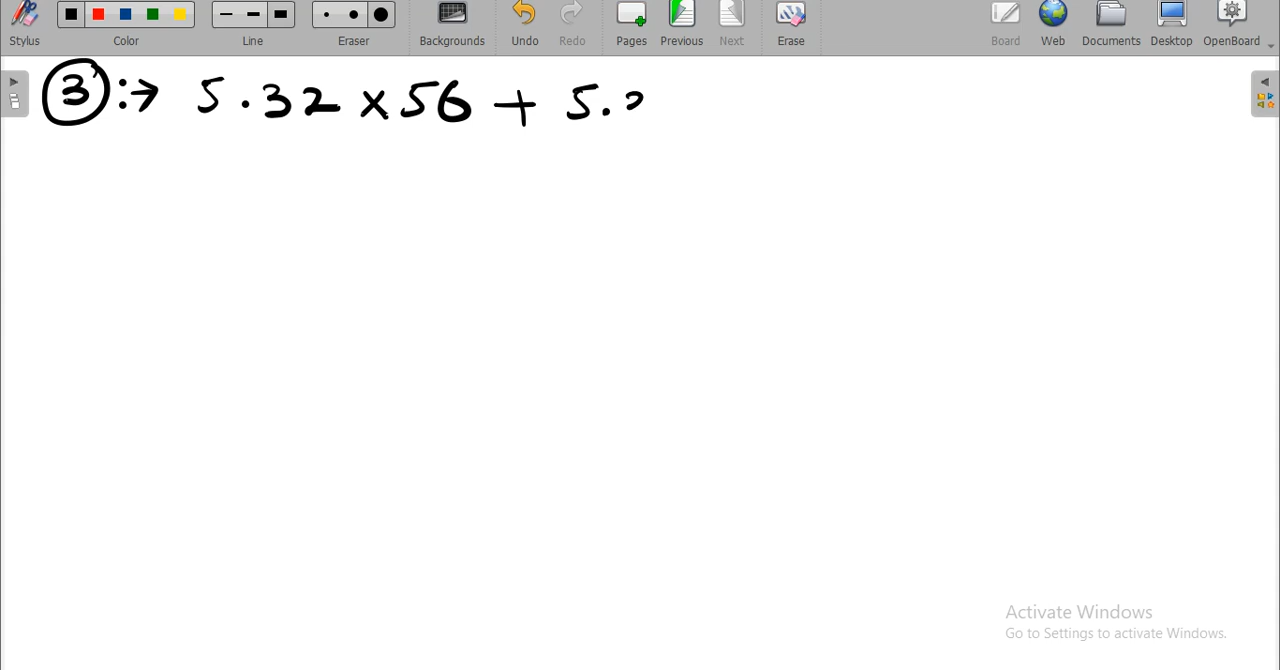 Stylus Color Line Eraser Backgrounds Undo Redo Pages Previous Next Erase Board Web Documents Desktop OpenBoard
③ :→ 5.32 × 56 + 5.
Activate Windows
Go to Settings to activate Windows.